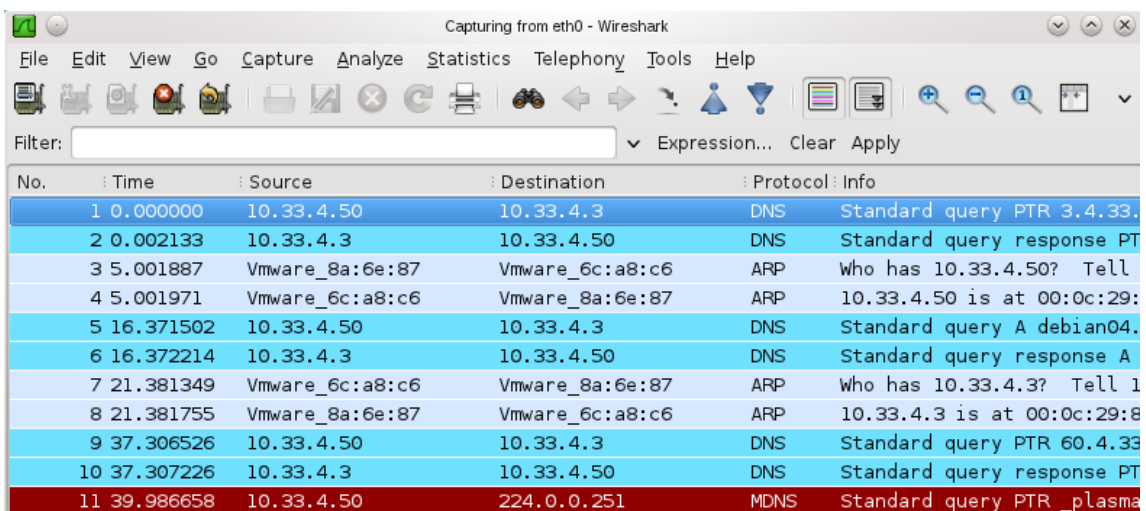 Capturing from eth0 - Wireshark
File Edit View Go Capture Analyze Statistics Telephony Tools Help
Filter: Expression... Clear Apply
No. Time Source Destination Protocol Info
1 0.000000 10.33.4.50 10.33.4.3 DNS Standard query PTR 3.4.33.
2 0.002133 10.33.4.3 10.33.4.50 DNS Standard query response PT
3 5.001887 Vmware_8a:6e:87 Vmware_6c:a8:c6 ARP Who has 10.33.4.50? Tell
4 5.001971 Vmware_6c:a8:c6 Vmware_8a:6e:87 ARP 10.33.4.50 is at 00:0c:29:
5 16.371502 10.33.4.50 10.33.4.3 DNS Standard query A debian04.
6 16.372214 10.33.4.3 10.33.4.50 DNS Standard query response A
7 21.381349 Vmware_6c:a8:c6 Vmware_8a:6e:87 ARP Who has 10.33.4.3? Tell 1
8 21.381755 Vmware_8a:6e:87 Vmware_6c:a8:c6 ARP 10.33.4.3 is at 00:0c:29:8
9 37.306526 10.33.4.50 10.33.4.3 DNS Standard query PTR 60.4.33
10 37.307226 10.33.4.3 10.33.4.50 DNS Standard query response PT
11 39.986658 10.33.4.50 224.0.0.251 MDNS Standard query PTR _plasma